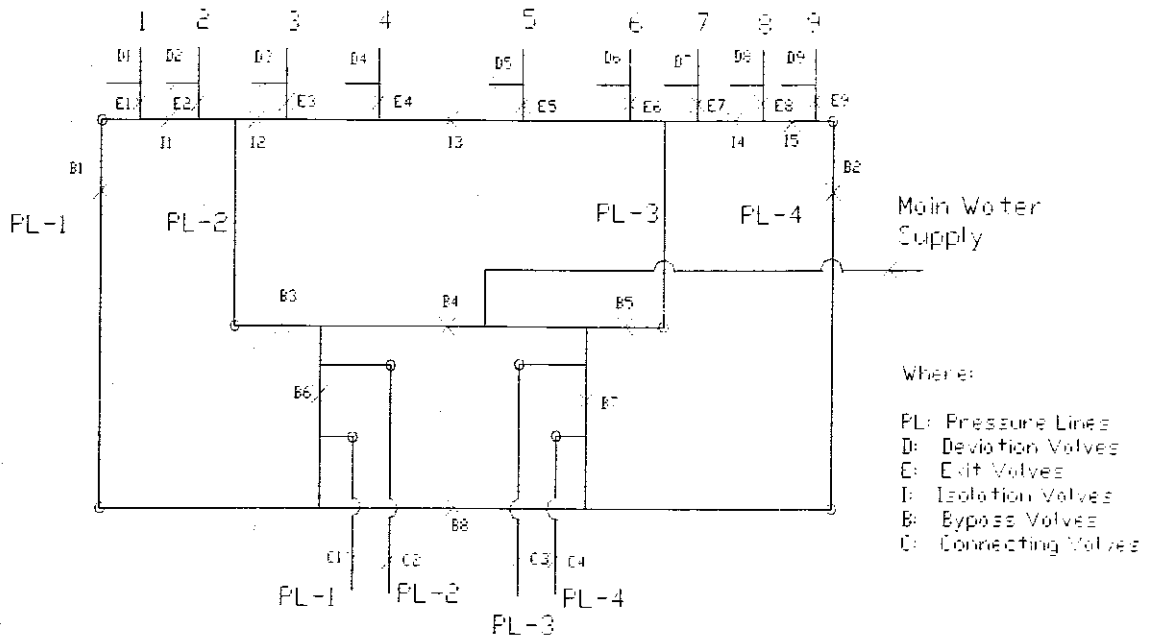 1 2 3 4 5 6 7 8 9
D1 D2 D3 D4 D5 D6 D7 D8 D9
E1 E2 E3 E4 E5 E6 E7 E8 E9
I1 I2 I3 I4 I5
B1 B2
PL-1 PL-2 PL-3 PL-4
Main Water
Supply
B3 B4 B5
B6 B7
B8
Where:
PL: Pressure Lines
D: Deviation Valves
E: Exit Valves
I: Isolation Valves
B: Bypass Valves
C: Connecting Valves
C1 C2 C3 C4
PL-1 PL-2 PL-3 PL-4